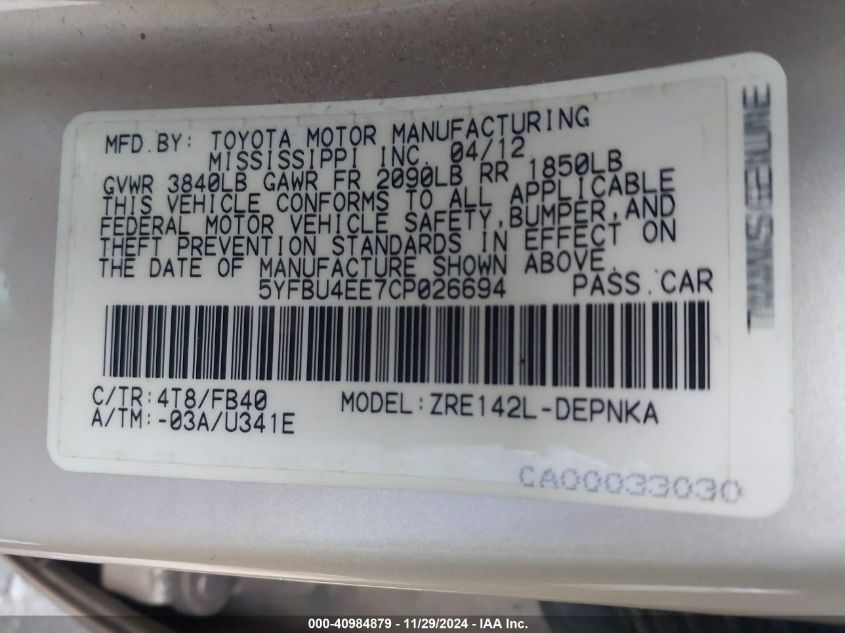 MFD.BY: TOYOTA MOTOR MANUFACTURING
MISSISSIPPI INC. 04/12
GVWR 3840LB GAWR FR 2090LB RR 1850LB
THIS VEHICLE CONFORMS TO ALL APPLICABLE
FEDERAL MOTOR VEHICLE SAFETY,BUMPER,AND
THEFT PREVENTION STANDARDS IN EFFECT ON
THE DATE OF MANUFACTURE SHOWN ABOVE.
5YFBU4EE7CP026694 PASS.CAR
C/TR:4T8/FB40 MODEL:ZRE142L-DEPNKA
A/TM:-03A/U341E
CA00033030
000-40984879 - 11/29/2024 - IAA Inc.